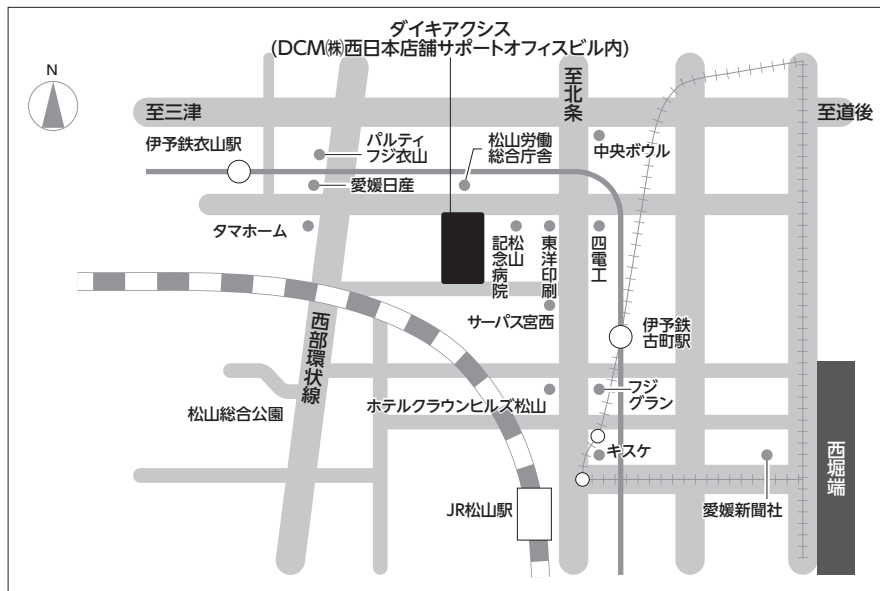 ダイキアクシス
(DCM㈱西日本店舗サポートオフィスビル内)
N
至三津
至北条
至道後
伊予鉄衣山駅
パルティ
フジ衣山
松山労働
総合庁舎
中央ボウル
愛媛日産
タマホーム
松山
記念病院
東洋印刷
四電工
サーパス宮西
伊予鉄
古町駅
西部環状線
松山総合公園
ホテルクラウンヒルズ松山
フジ
グラン
キスケ
西堀端
JR松山駅
愛媛新聞社